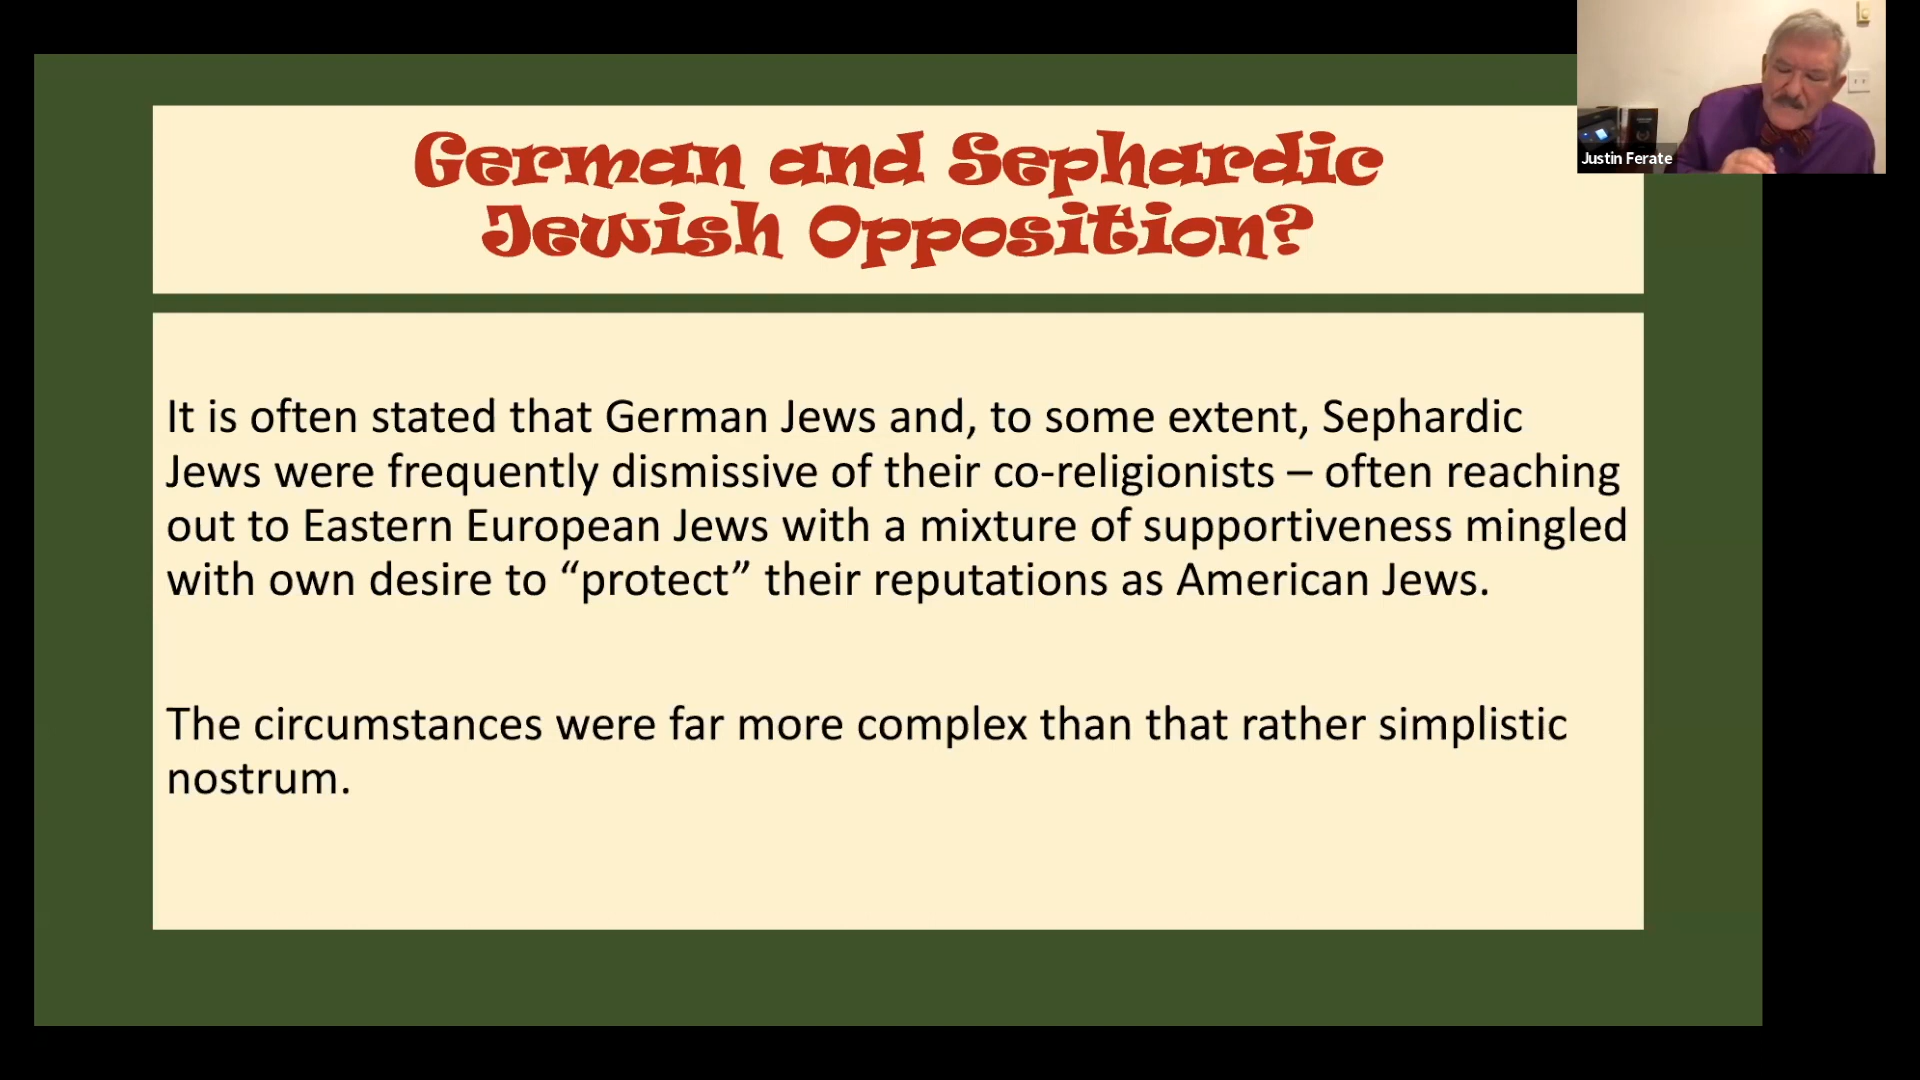 German and Sephardic
Jewish Opposition?
Justin Ferate
It is often stated that German Jews and, to some extent, Sephardic
Jews were frequently dismissive of their co-religionists – often reaching
out to Eastern European Jews with a mixture of supportiveness mingled
with own desire to “protect” their reputations as American Jews.
The circumstances were far more complex than that rather simplistic
nostrum.